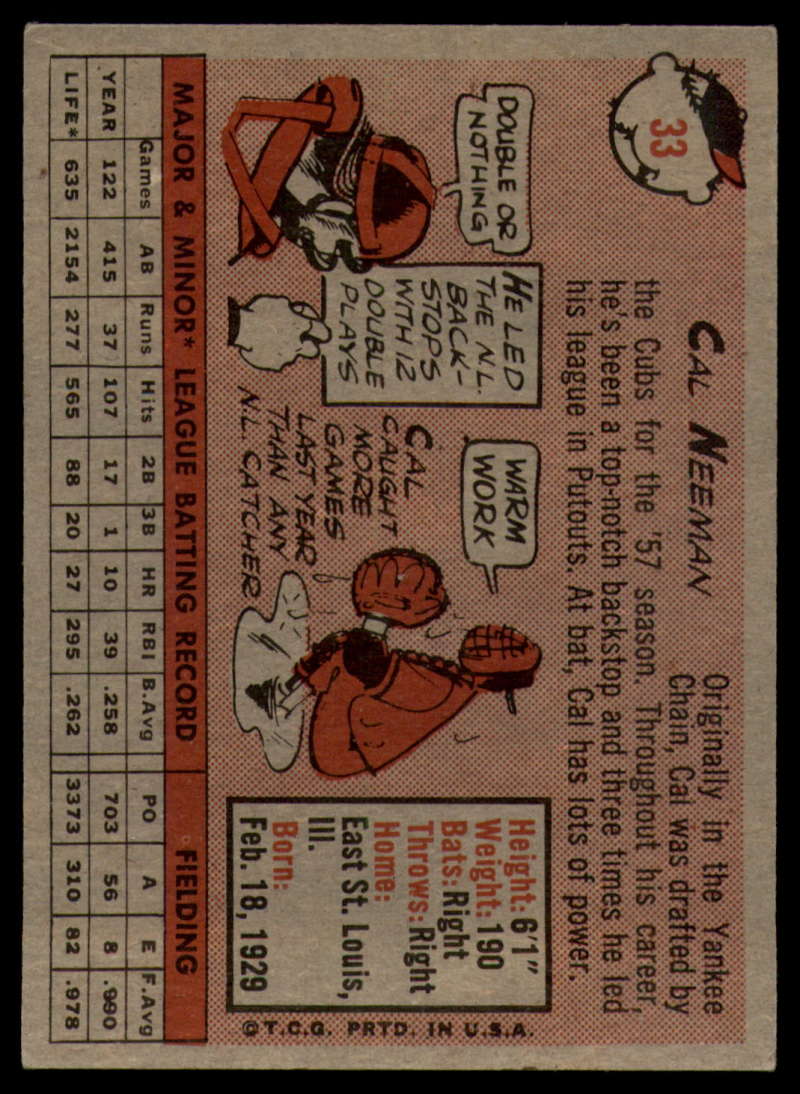 33
CAL NEEMAN
Originally in the Yankee
Chain, Cal was drafted by
the Cubs for the '57 season. Throughout his career,
he's been a top-notch backstop and three times he led
his league in Putouts. At bat, Cal has lots of power.
DOUBLE OR
NOTHING
HE LED
THE N.L.
BACK-
STOPS
WITH 12
DOUBLE
PLAYS
WARM
WORK
CAL
CAUGHT
MORE
GAMES
LAST YEAR
THAN ANY
N.L. CATCHER
Height: 6'1"
Weight: 190
Bats: Right
Throws: Right
Home:
East St. Louis,
Ill.
Born:
Feb. 18, 1929
© T.C.G. PRTD. IN U.S.A.
MAJOR & MINOR* LEAGUE BATTING RECORD FIELDING
Games AB Runs Hits 2B 3B HR RBI B.Avg PO A E F.Avg
YEAR 122 415 37 107 17 1 10 39 .258 703 56 8 .990
LIFE* 635 2154 277 565 88 20 27 295 .262 3373 310 82 .978